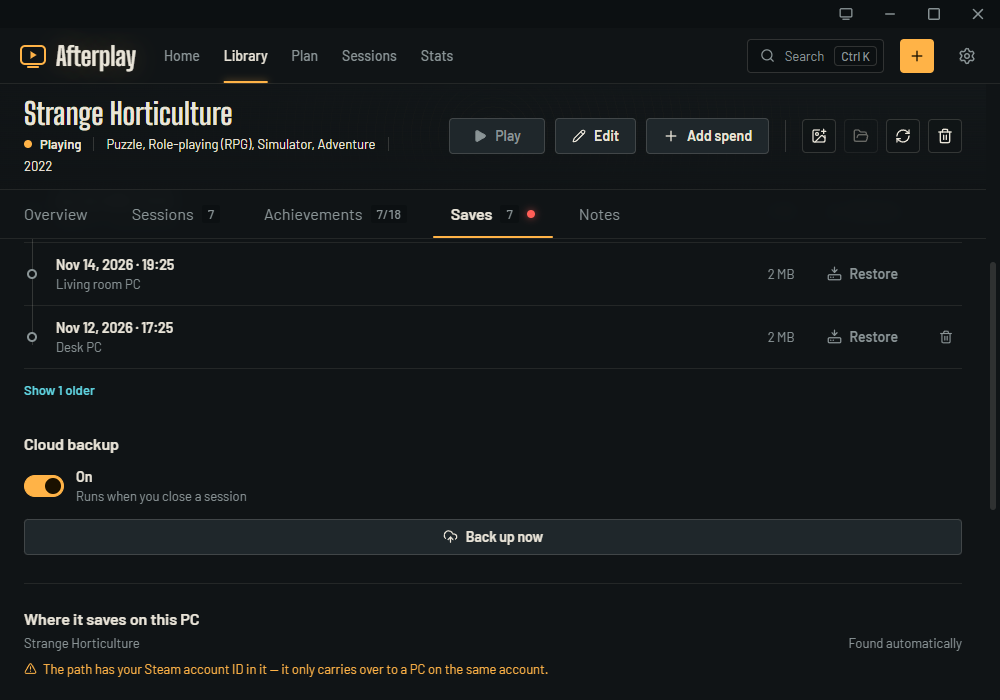 Afterplay
Home
Library
Plan
Sessions
Stats
Search
Ctrl K
Strange Horticulture
Playing
Puzzle, Role-playing (RPG), Simulator, Adventure
2022
Play
Edit
Add spend
Overview
Sessions 7
Achievements 7/18
Saves 7
Notes
Nov 14, 2026 · 19:25
Living room PC
2 MB
Restore
Nov 12, 2026 · 17:25
Desk PC
2 MB
Restore
Show 1 older
Cloud backup
On
Runs when you close a session
Back up now
Where it saves on this PC
Strange Horticulture
Found automatically
The path has your Steam account ID in it — it only carries over to a PC on the same account.